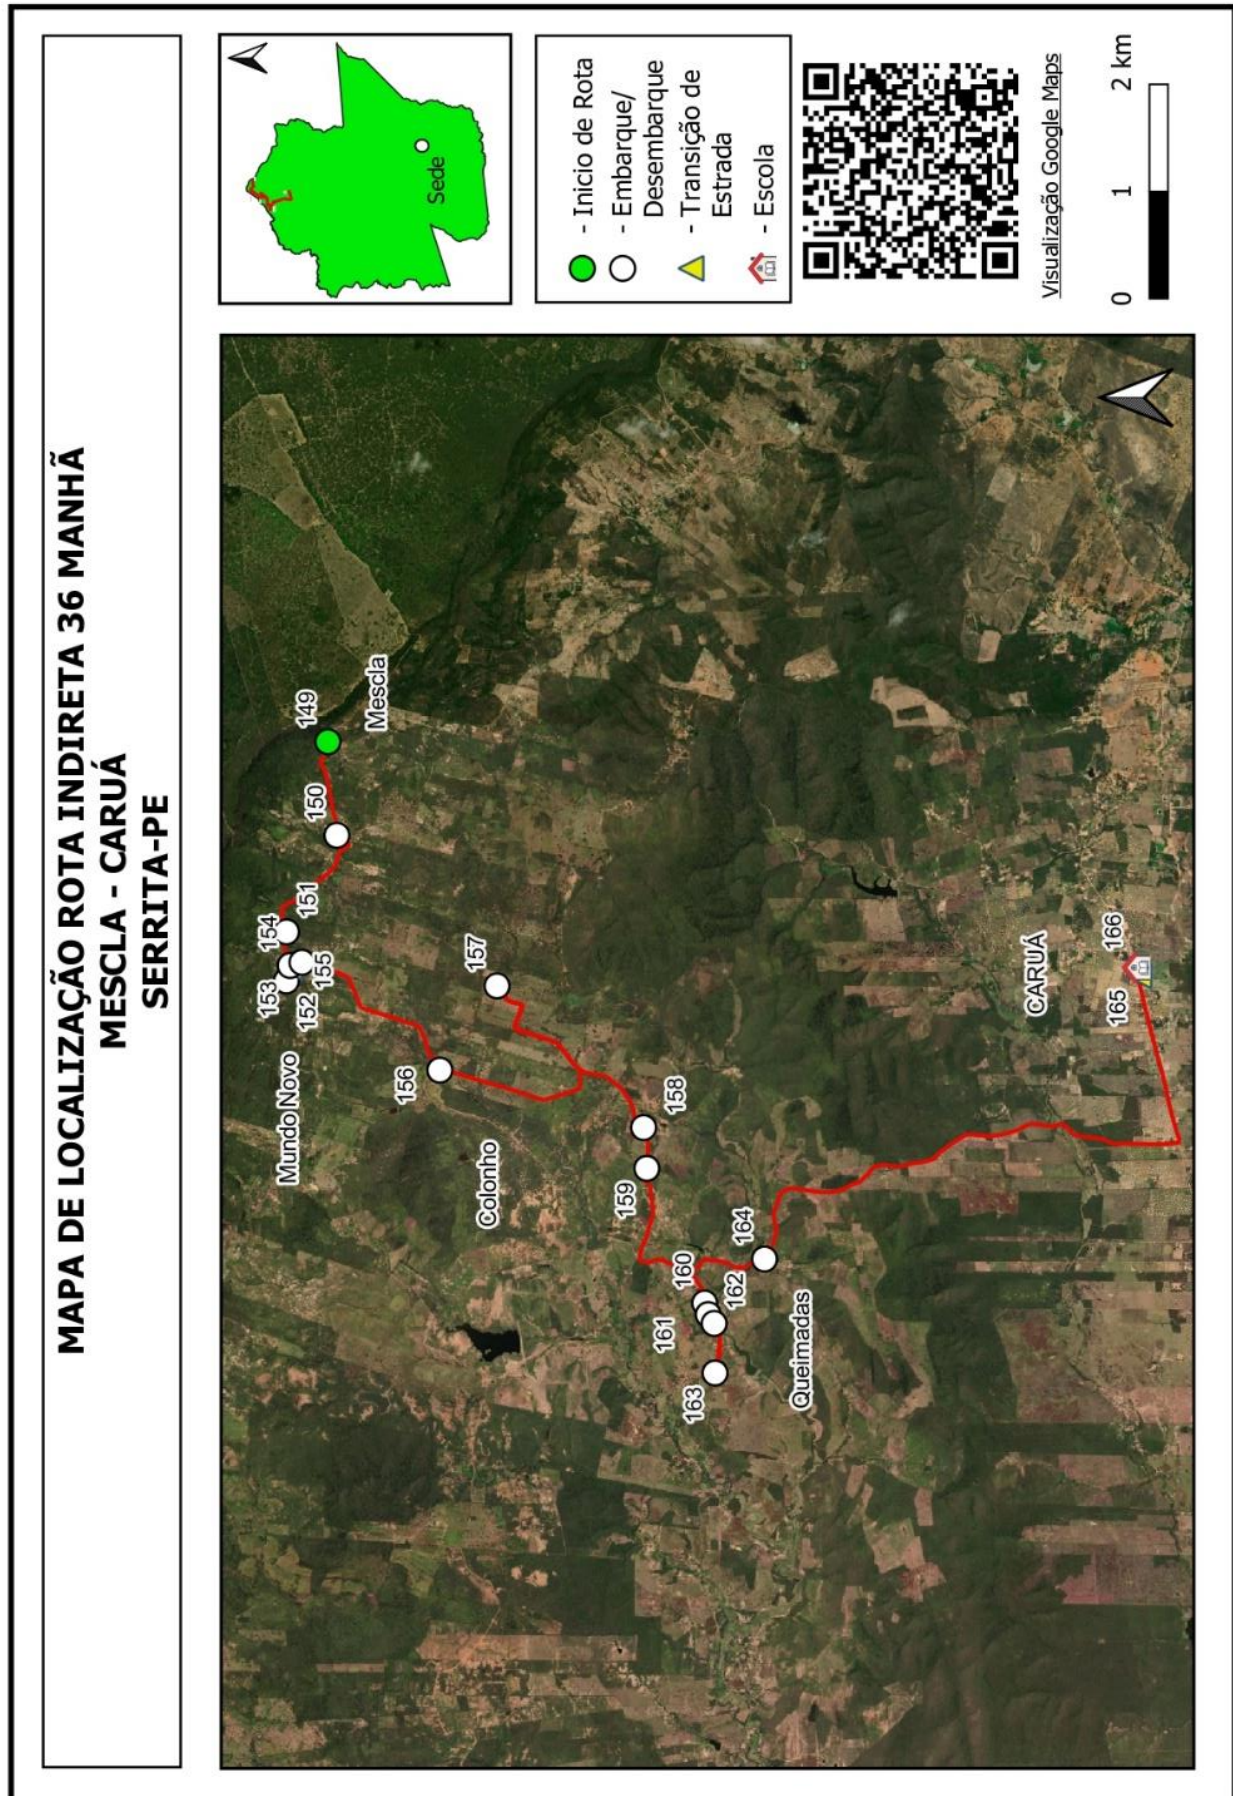 MAPA DE LOCALIZAÇÃO ROTA INDIRETA 36 MANHÃ
MESCLA - CARUÁ
SERRITA-PE
153
154
151
150
149
Mundo Novo
152
155
Mescla
156
157
Colonho
159
158
161
160
163
162
164
Queimadas
CARUÁ
165
166
Sede
- Inicio de Rota
- Embarque/
Desembarque
- Transição de
Estrada
- Escola
Visualização Google Maps
0 1 2 km